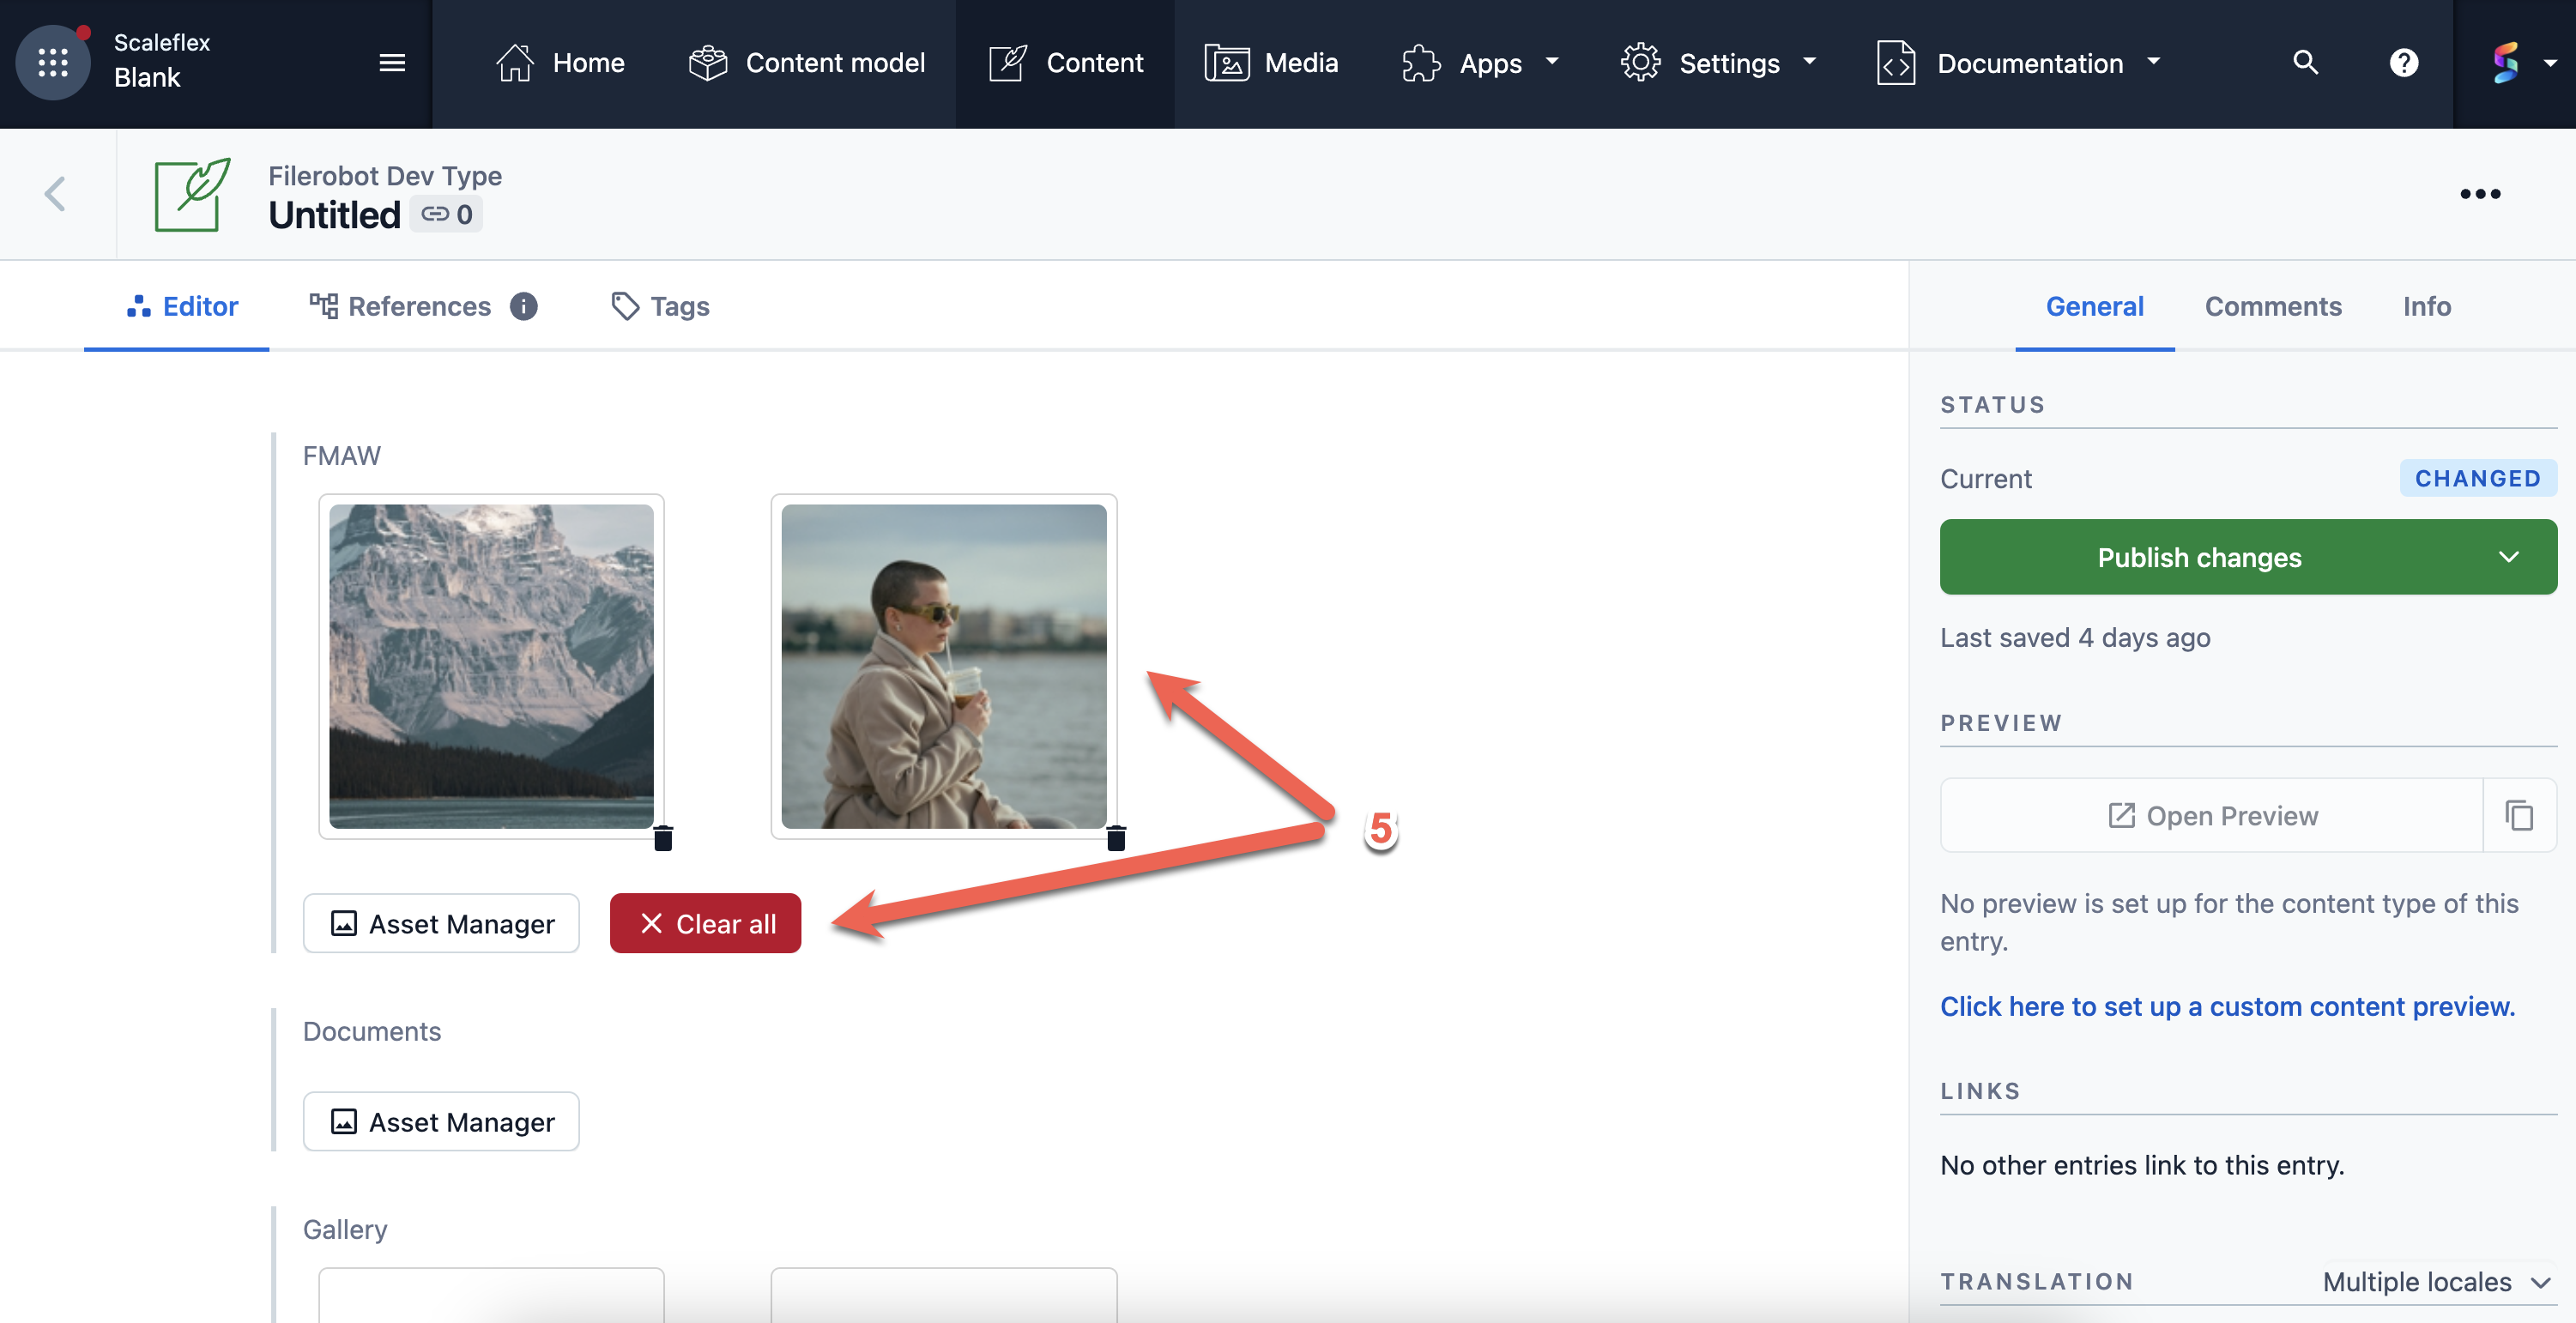 Scaleflex
Blank
Home
Content model
Content
Media
Apps
Settings
Documentation
Filerobot Dev Type
Untitled
0
Editor
References
Tags
General
Comments
Info
FMAW
Asset Manager
Clear all
5
Documents
Asset Manager
Gallery
STATUS
Current
CHANGED
Publish changes
Last saved 4 days ago
PREVIEW
Open Preview
No preview is set up for the content type of this
entry.
Click here to set up a custom content preview.
LINKS
No other entries link to this entry.
TRANSLATION
Multiple locales